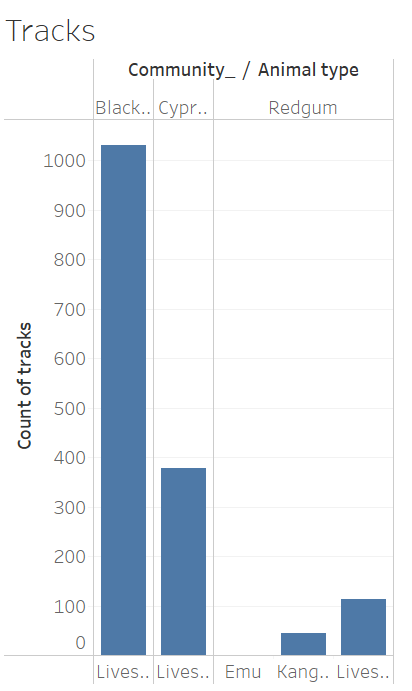 Tracks
Community_ / Animal type
Black.. Cypr.. Redgum
1000
900
800
700
600
500
400
300
200
100
0
Count of tracks
Lives.. Lives.. Emu Kang.. Lives..